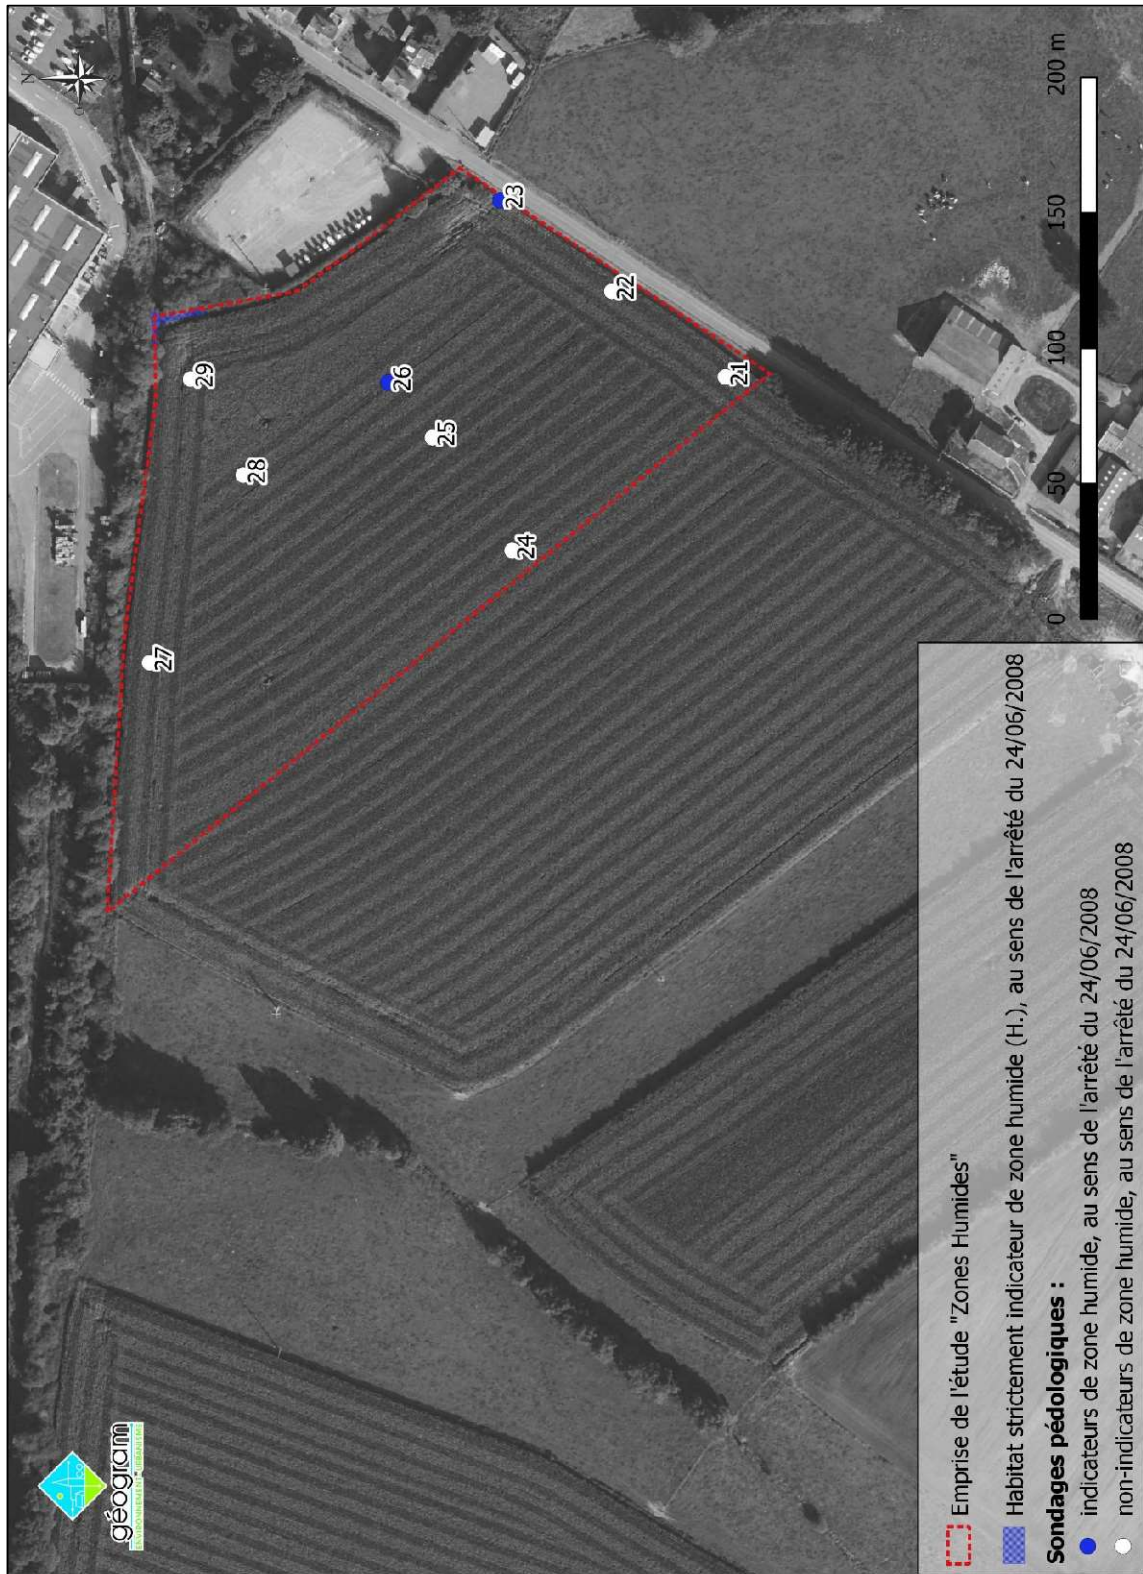 géogram
ENVIRONNEMENT URBANISME
N
27
28
29
24
25
26
21
22
23
Emprise de l'étude "Zones Humides"
Habitat strictement indicateur de zone humide (H.), au sens de l'arrêté du 24/06/2008
Sondages pédologiques :
indicateurs de zone humide, au sens de l'arrêté du 24/06/2008
non-indicateurs de zone humide, au sens de l'arrêté du 24/06/2008
0 50 100 150 200 m